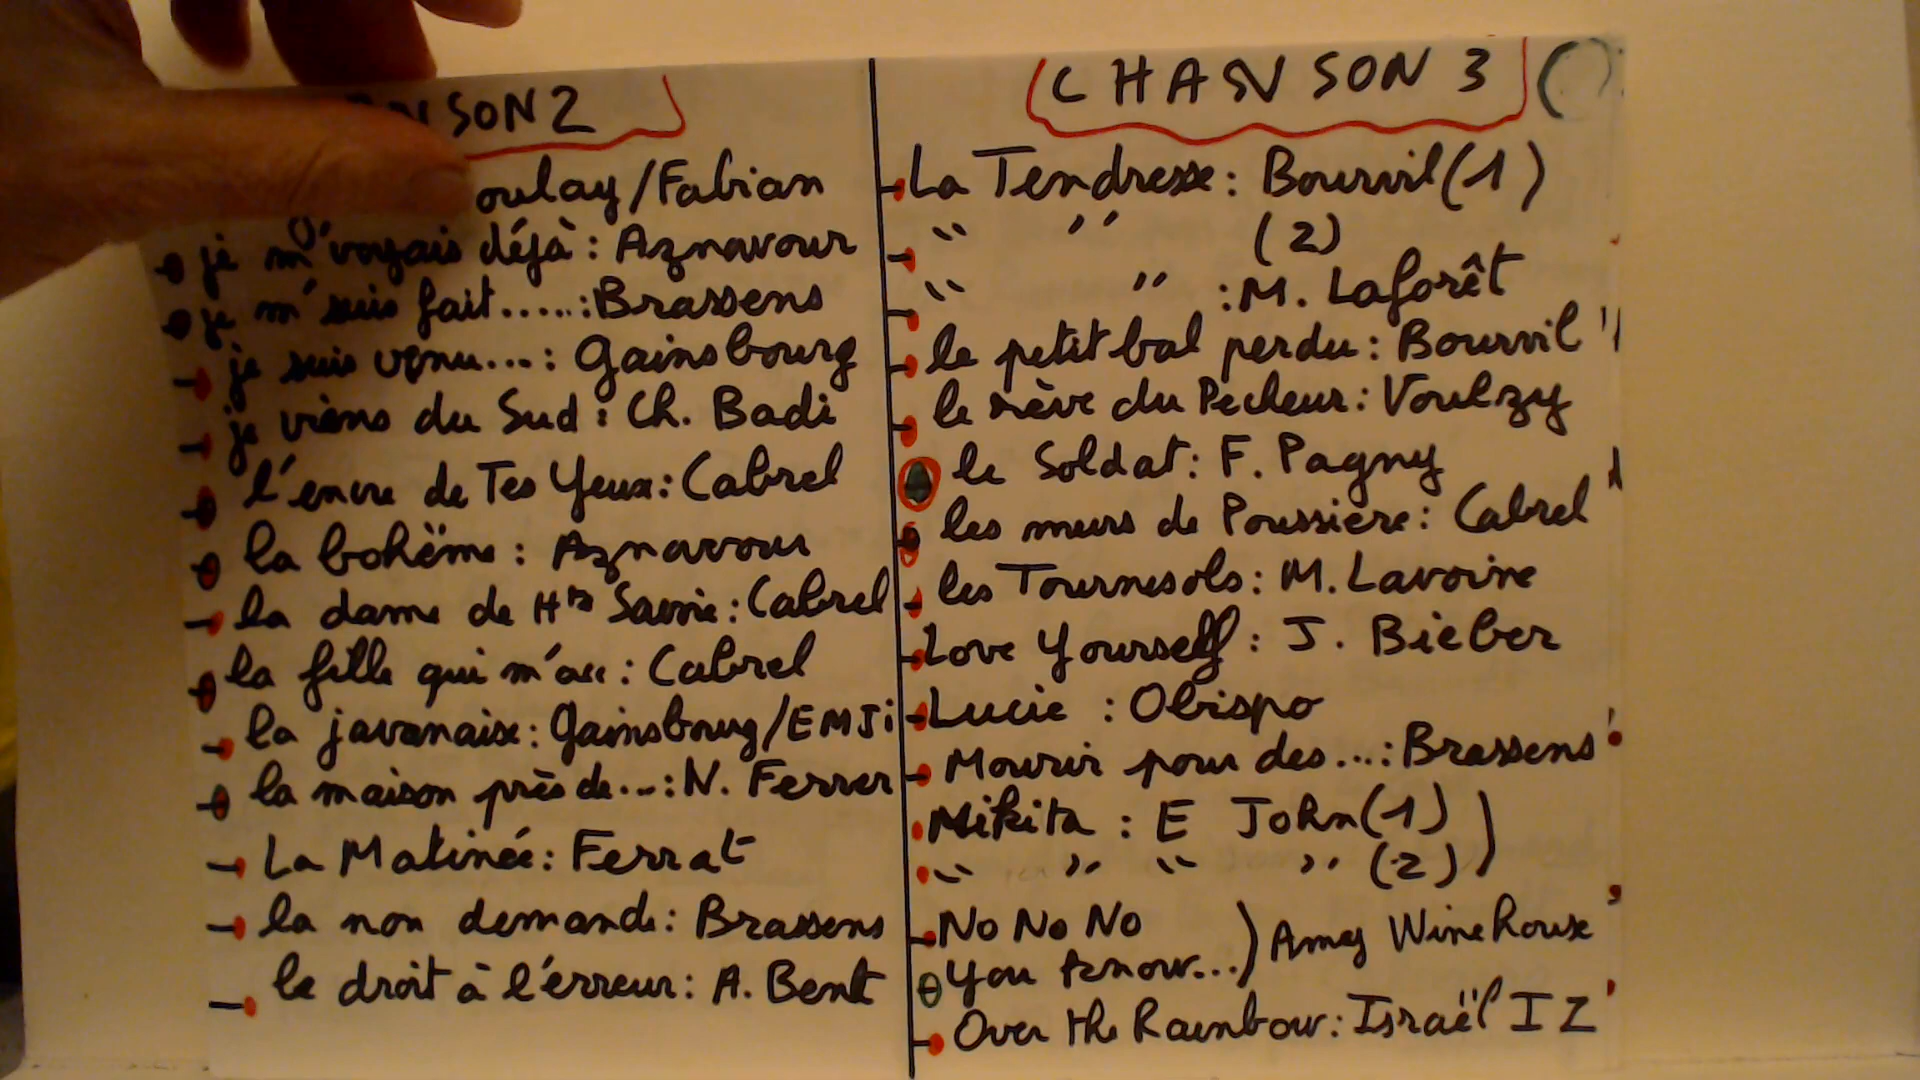 NSON 2
oulay/Fabian
je m'voyais déjà : Aznavour
je m'suis fait.....: Brassens
je suis venu...: Gainsbourg
je viens du Sud : Ch. Badi
l'encre de Tes Yeux : Cabrel
la bohëme : Aznavour
la dame de Hte Savoie : Cabrel
la fille qui m'acc : Cabrel
la javanaise : Gainsbourg/EMJi
la maison près de...: N. Ferrer
La Matinée : Ferrat
la non demande : Brassens
le droit à l'érreur : A. Bent
CHANSON 3
La Tendresse : Bourvil (1)
" " (2)
" " : M. Laforêt
le petit bal perdu : Bourvil
le rève du Pecheur : Voulzy
le Soldat : F. Pagny
les murs de Poussiere : Cabrel
les Tournesols : M. Lavoine
Love Yourself : J. Bieber
Lucie : Obispo
Mourir pour des...: Brassens
Nikita : E John (1)
" " " " (2)
No No No
You know...) Amy Winehouse
Over the Rainbow : Israël IZ